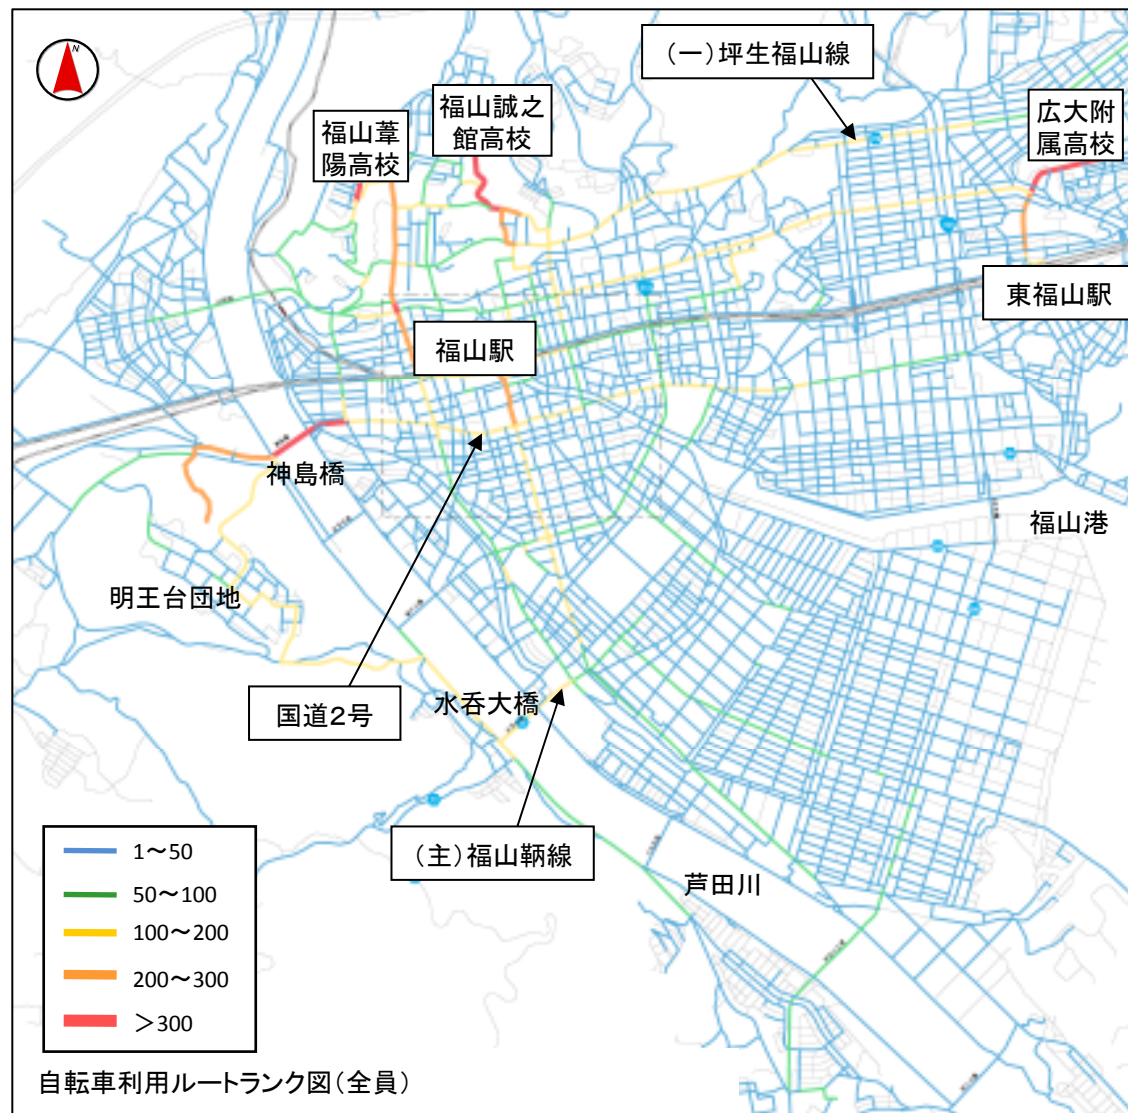 N
(一)坪生福山線
福山誠之
館高校
福山葦
陽高校
広大附
属高校
東福山駅
福山駅
神島橋
福山港
明王台団地
国道2号
水呑大橋
(主)福山鞆線
芦田川
1~50
50~100
100~200
200~300
>300
自転車利用ルートランク図(全員)